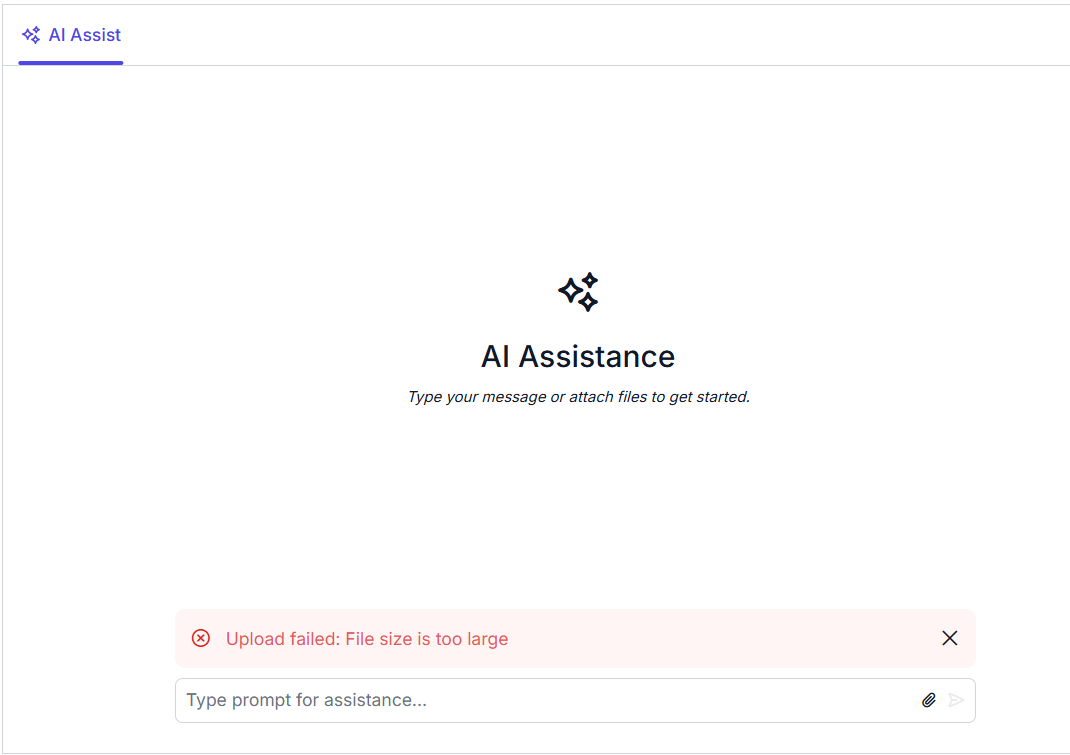 AI Assist
AI Assistance
Type your message or attach files to get started.
Upload failed: File size is too large
Type prompt for assistance...